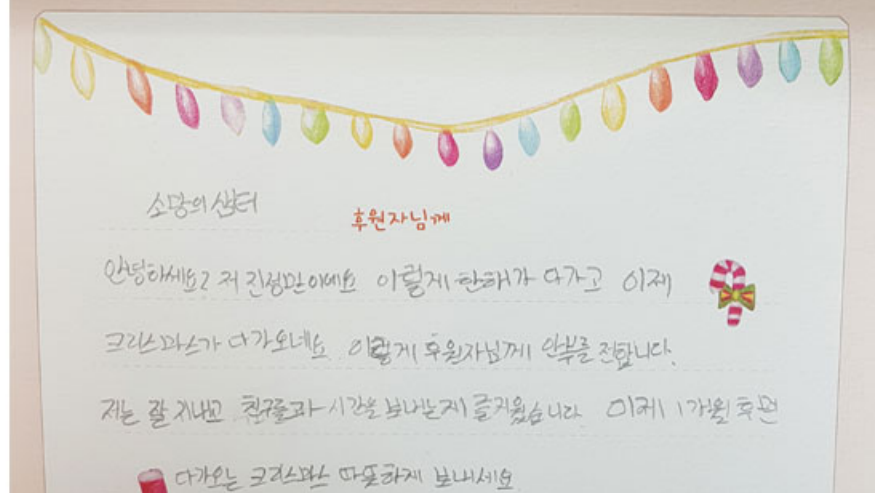 소망의 샘터
후원자님께
안녕하세요? 저 진정만이에요 이렇게 한해가 다가고 이제
크리스마스가 다가오네요 이렇게 후원자님께 안부를 전합니다.
저는 잘 지내고 친구들과 시간을 보내는게 즐거웠습니다 이제 1개월 후면
다가오는 크리스마스 따뜻하게 보내세요